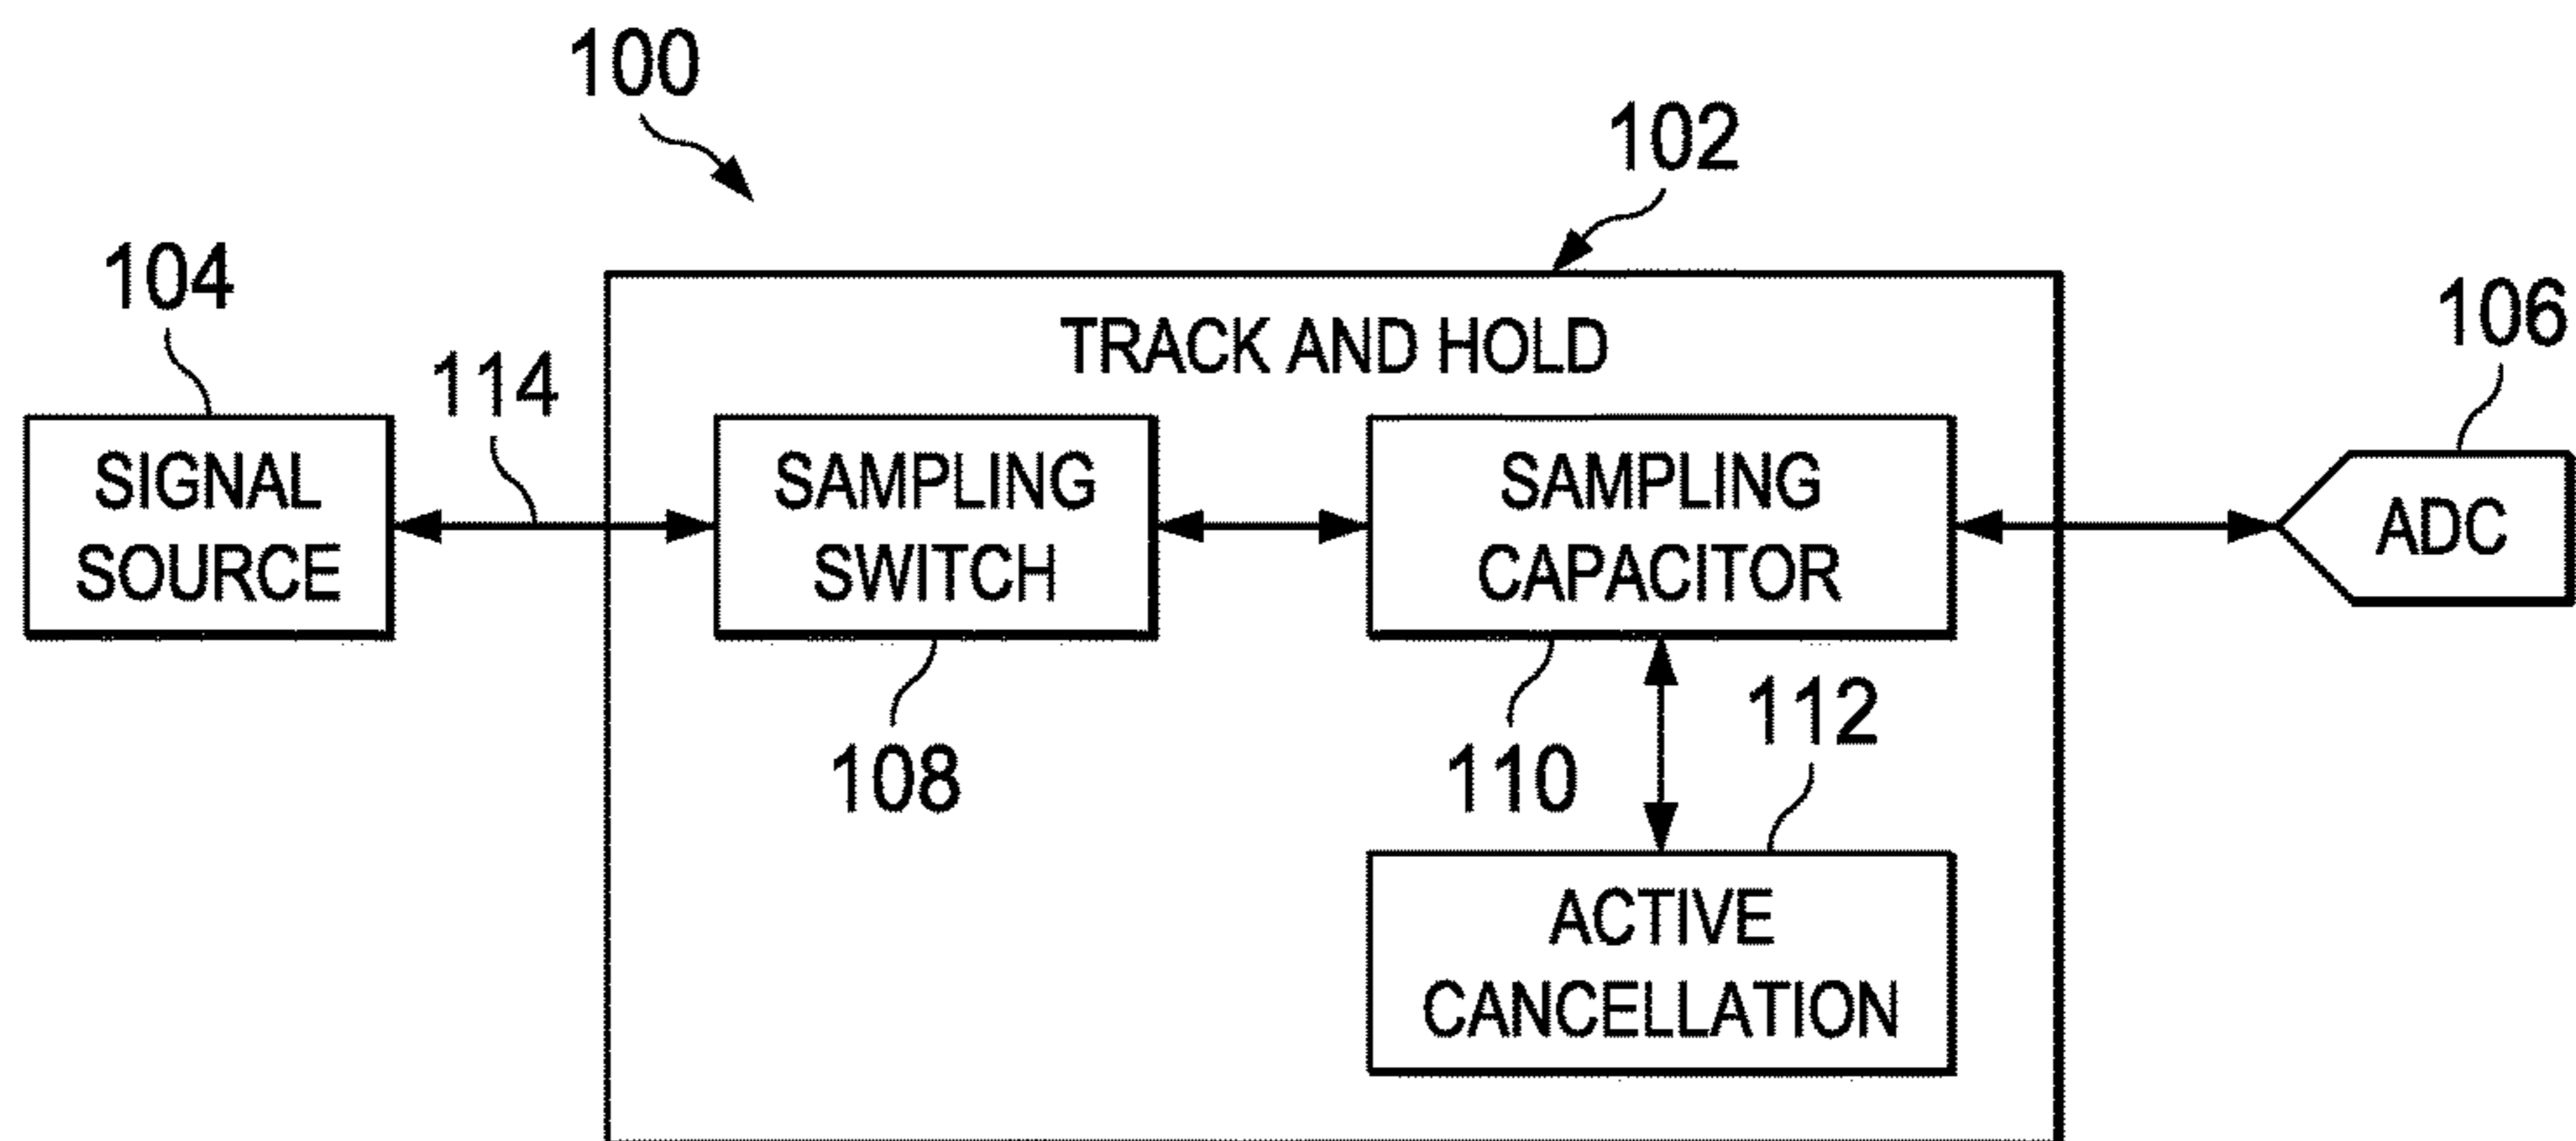 100
102
104
106
114
TRACK AND HOLD
SIGNAL
SOURCE
SAMPLING
SWITCH
SAMPLING
CAPACITOR
ADC
108
110
112
ACTIVE
CANCELLATION